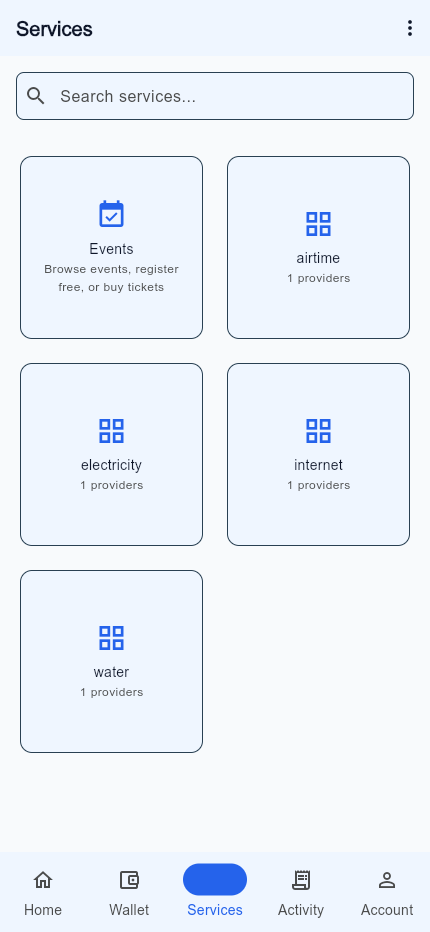 Services
Search services...
Events
Browse events, register
free, or buy tickets
airtime
1 providers
electricity
1 providers
internet
1 providers
water
1 providers
Home
Wallet
Services
Activity
Account